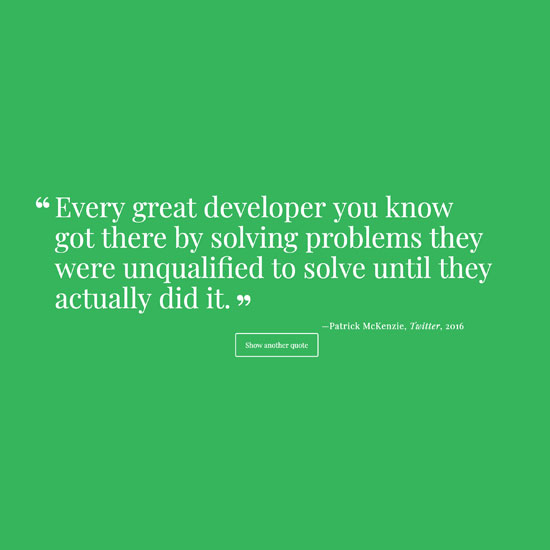 “ Every great developer you know
got there by solving problems they
were unqualified to solve until they
actually did it. ”
—Patrick McKenzie, Twitter, 2016
Show another quote